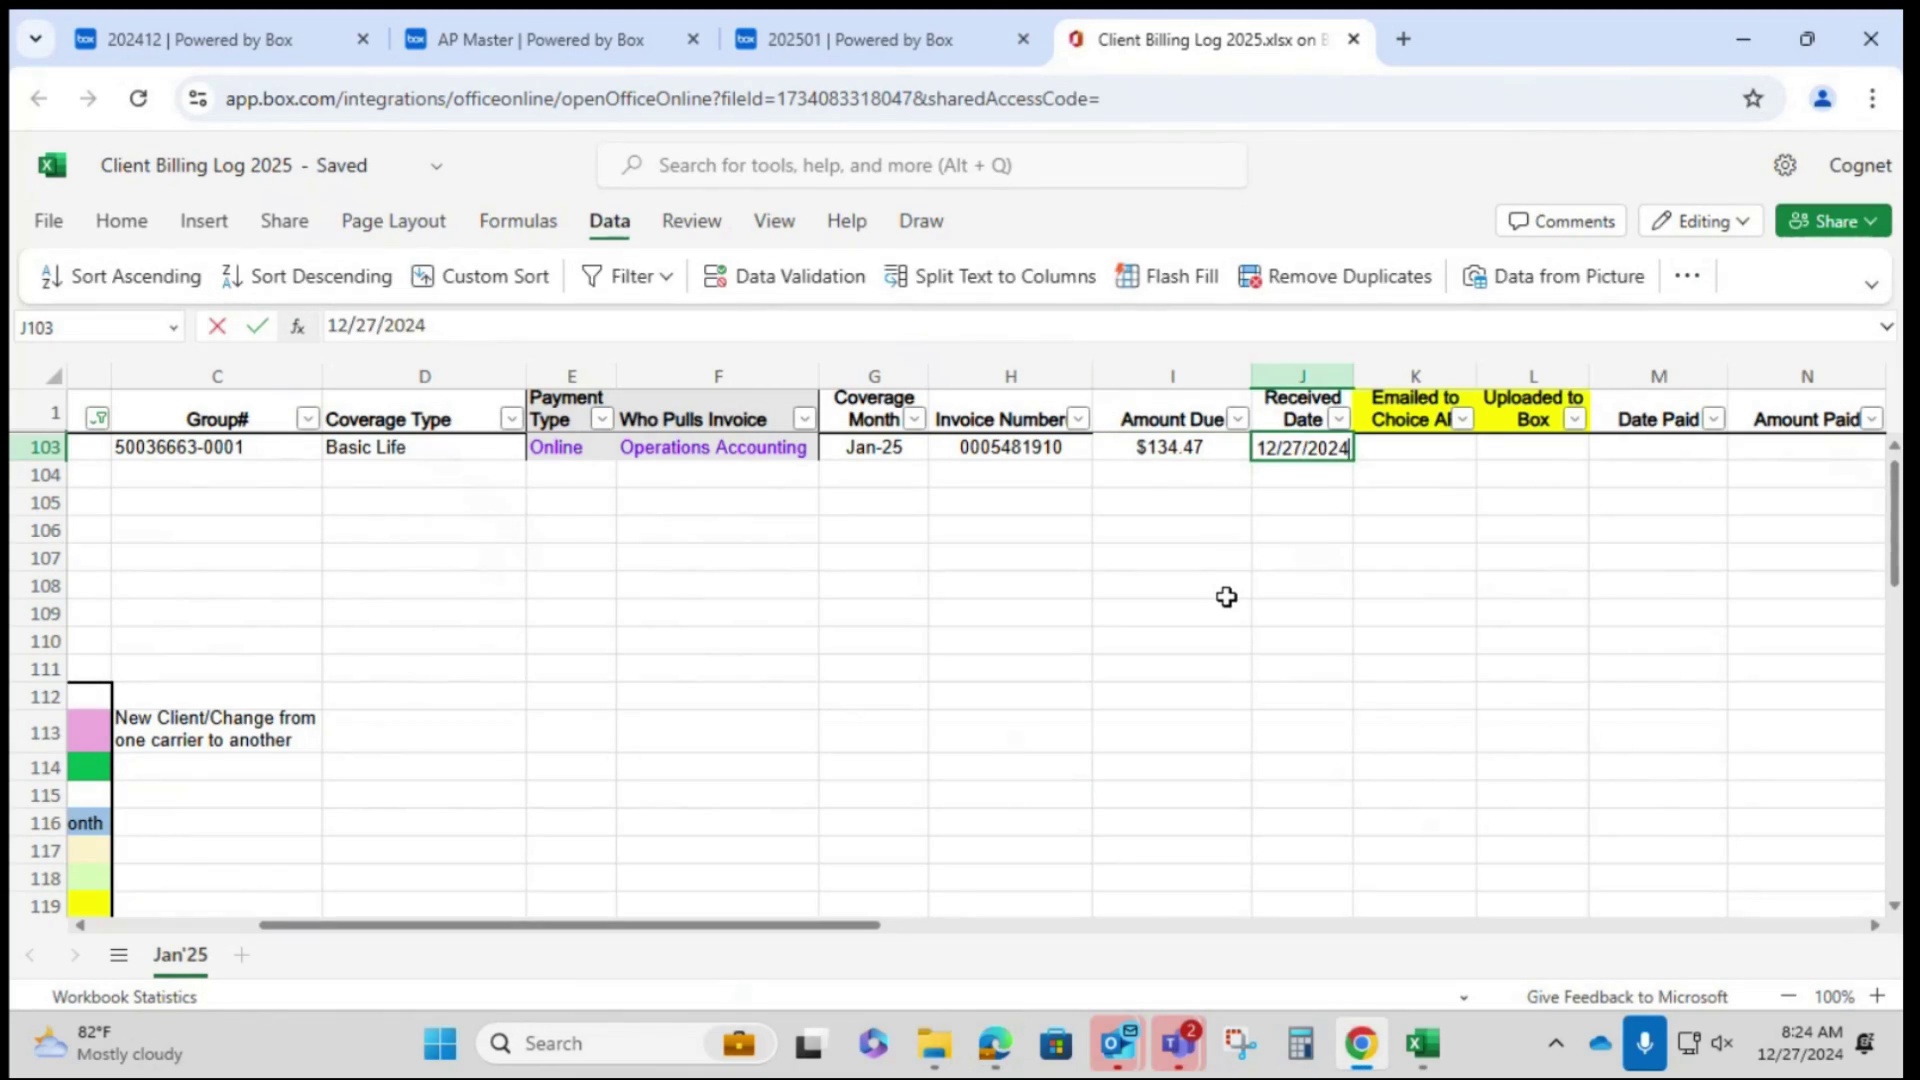 202412 | Powered by Box
AP Master | Powered by Box
202501 | Powered by Box
Client Billing Log 2025.xlsx on B
app.box.com/integrations/officeonline/openOfficeOnline?fileId=1734083318047&sharedAccessCode=
Client Billing Log 2025 - Saved
Search for tools, help, and more (Alt + Q)
Cognet
File Home Insert Share Page Layout Formulas Data Review View Help Draw
Comments Editing Share
Sort Ascending Sort Descending Custom Sort Filter Data Validation Split Text to Columns Flash Fill Remove Duplicates Data from Picture ...
J103 fx 12/27/2024
C D E F G H I J K L M N
1 Group# Coverage Type Payment Type Who Pulls Invoice Coverage Month Invoice Number Amount Due Received Date Emailed to Choice AP Uploaded to Box Date Paid Amount Paid
103 50036663-0001 Basic Life Online Operations Accounting Jan-25 0005481910 $134.47 12/27/2024
104
105
106
107
108
109
110
111
112
113 New Client/Change from
one carrier to another
114
115
116 onth
117
118
119
Jan'25
Workbook Statistics
Give Feedback to Microsoft
100%
82°F
Mostly cloudy
Search
2
8:24 AM
12/27/2024